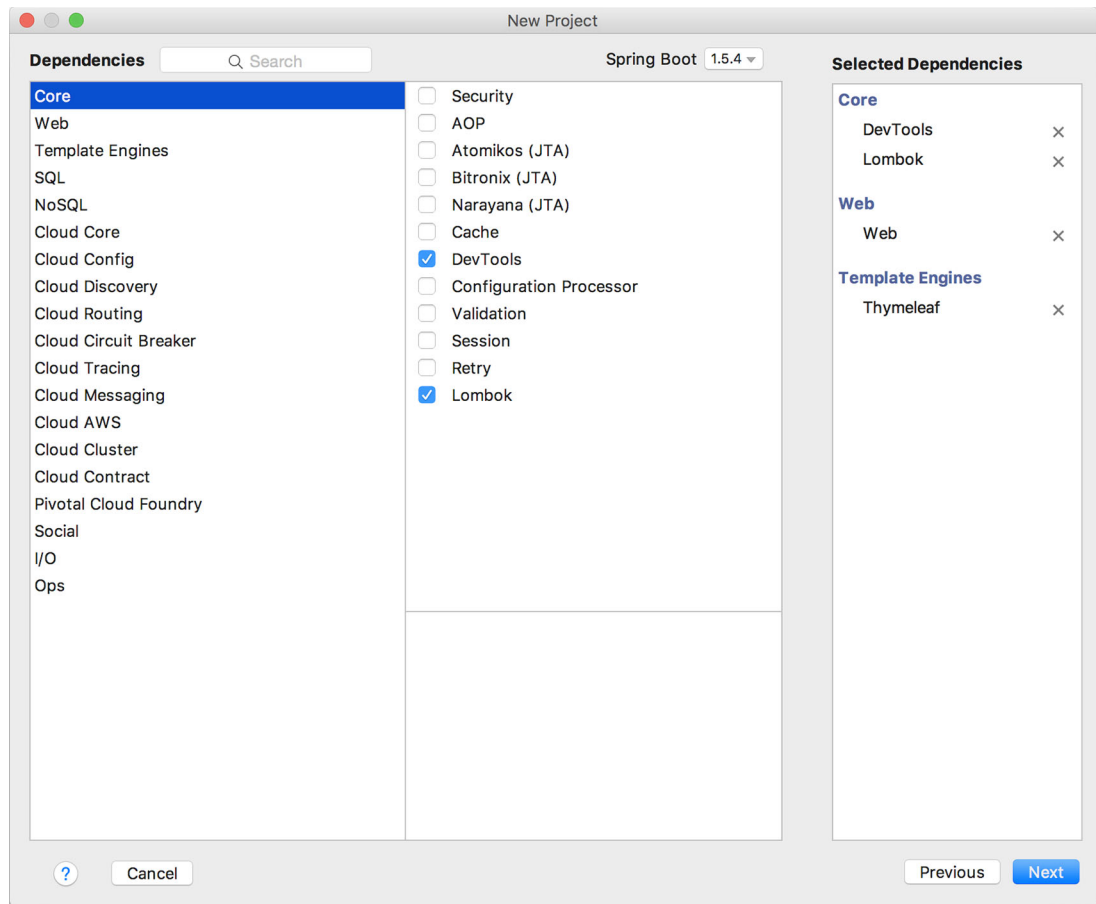 New Project
Dependencies
Search
Spring Boot 1.5.4
Core
Web
Template Engines
SQL
NoSQL
Cloud Core
Cloud Config
Cloud Discovery
Cloud Routing
Cloud Circuit Breaker
Cloud Tracing
Cloud Messaging
Cloud AWS
Cloud Cluster
Cloud Contract
Pivotal Cloud Foundry
Social
I/O
Ops
Security
AOP
Atomikos (JTA)
Bitronix (JTA)
Narayana (JTA)
Cache
DevTools
Configuration Processor
Validation
Session
Retry
Lombok
Selected Dependencies
Core
DevTools
Lombok
Web
Web
Template Engines
Thymeleaf
?
Cancel
Previous
Next